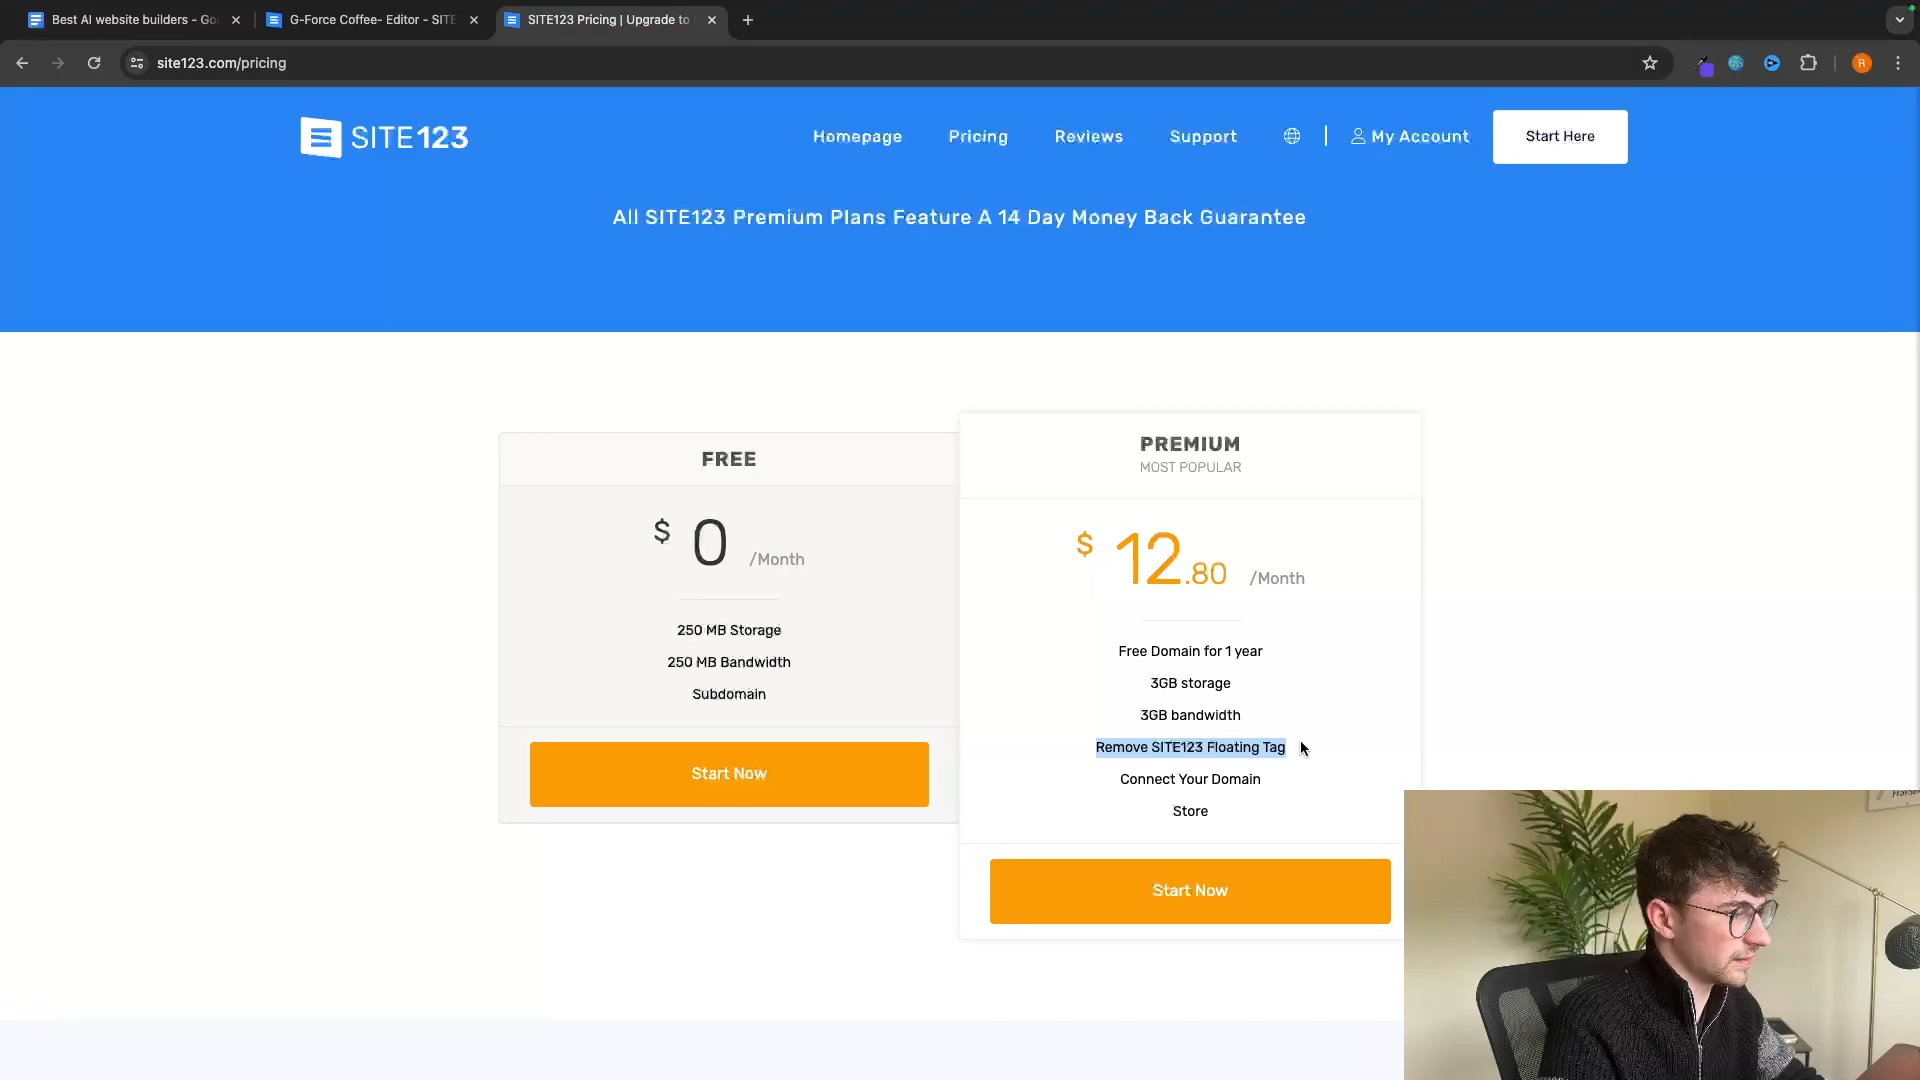 Best AI website builders - Go
G-Force Coffee- Editor - SITE
SITE123 Pricing | Upgrade to
site123.com/pricing
R
SITE123
Homepage
Pricing
Reviews
Support
My Account
Start Here
All SITE123 Premium Plans Feature A 14 Day Money Back Guarantee
FREE
$ 0 /Month
250 MB Storage
250 MB Bandwidth
Subdomain
Start Now
PREMIUM
MOST POPULAR
$ 12.80 /Month
Free Domain for 1 year
3GB storage
3GB bandwidth
Remove SITE123 Floating Tag
Connect Your Domain
Store
Start Now